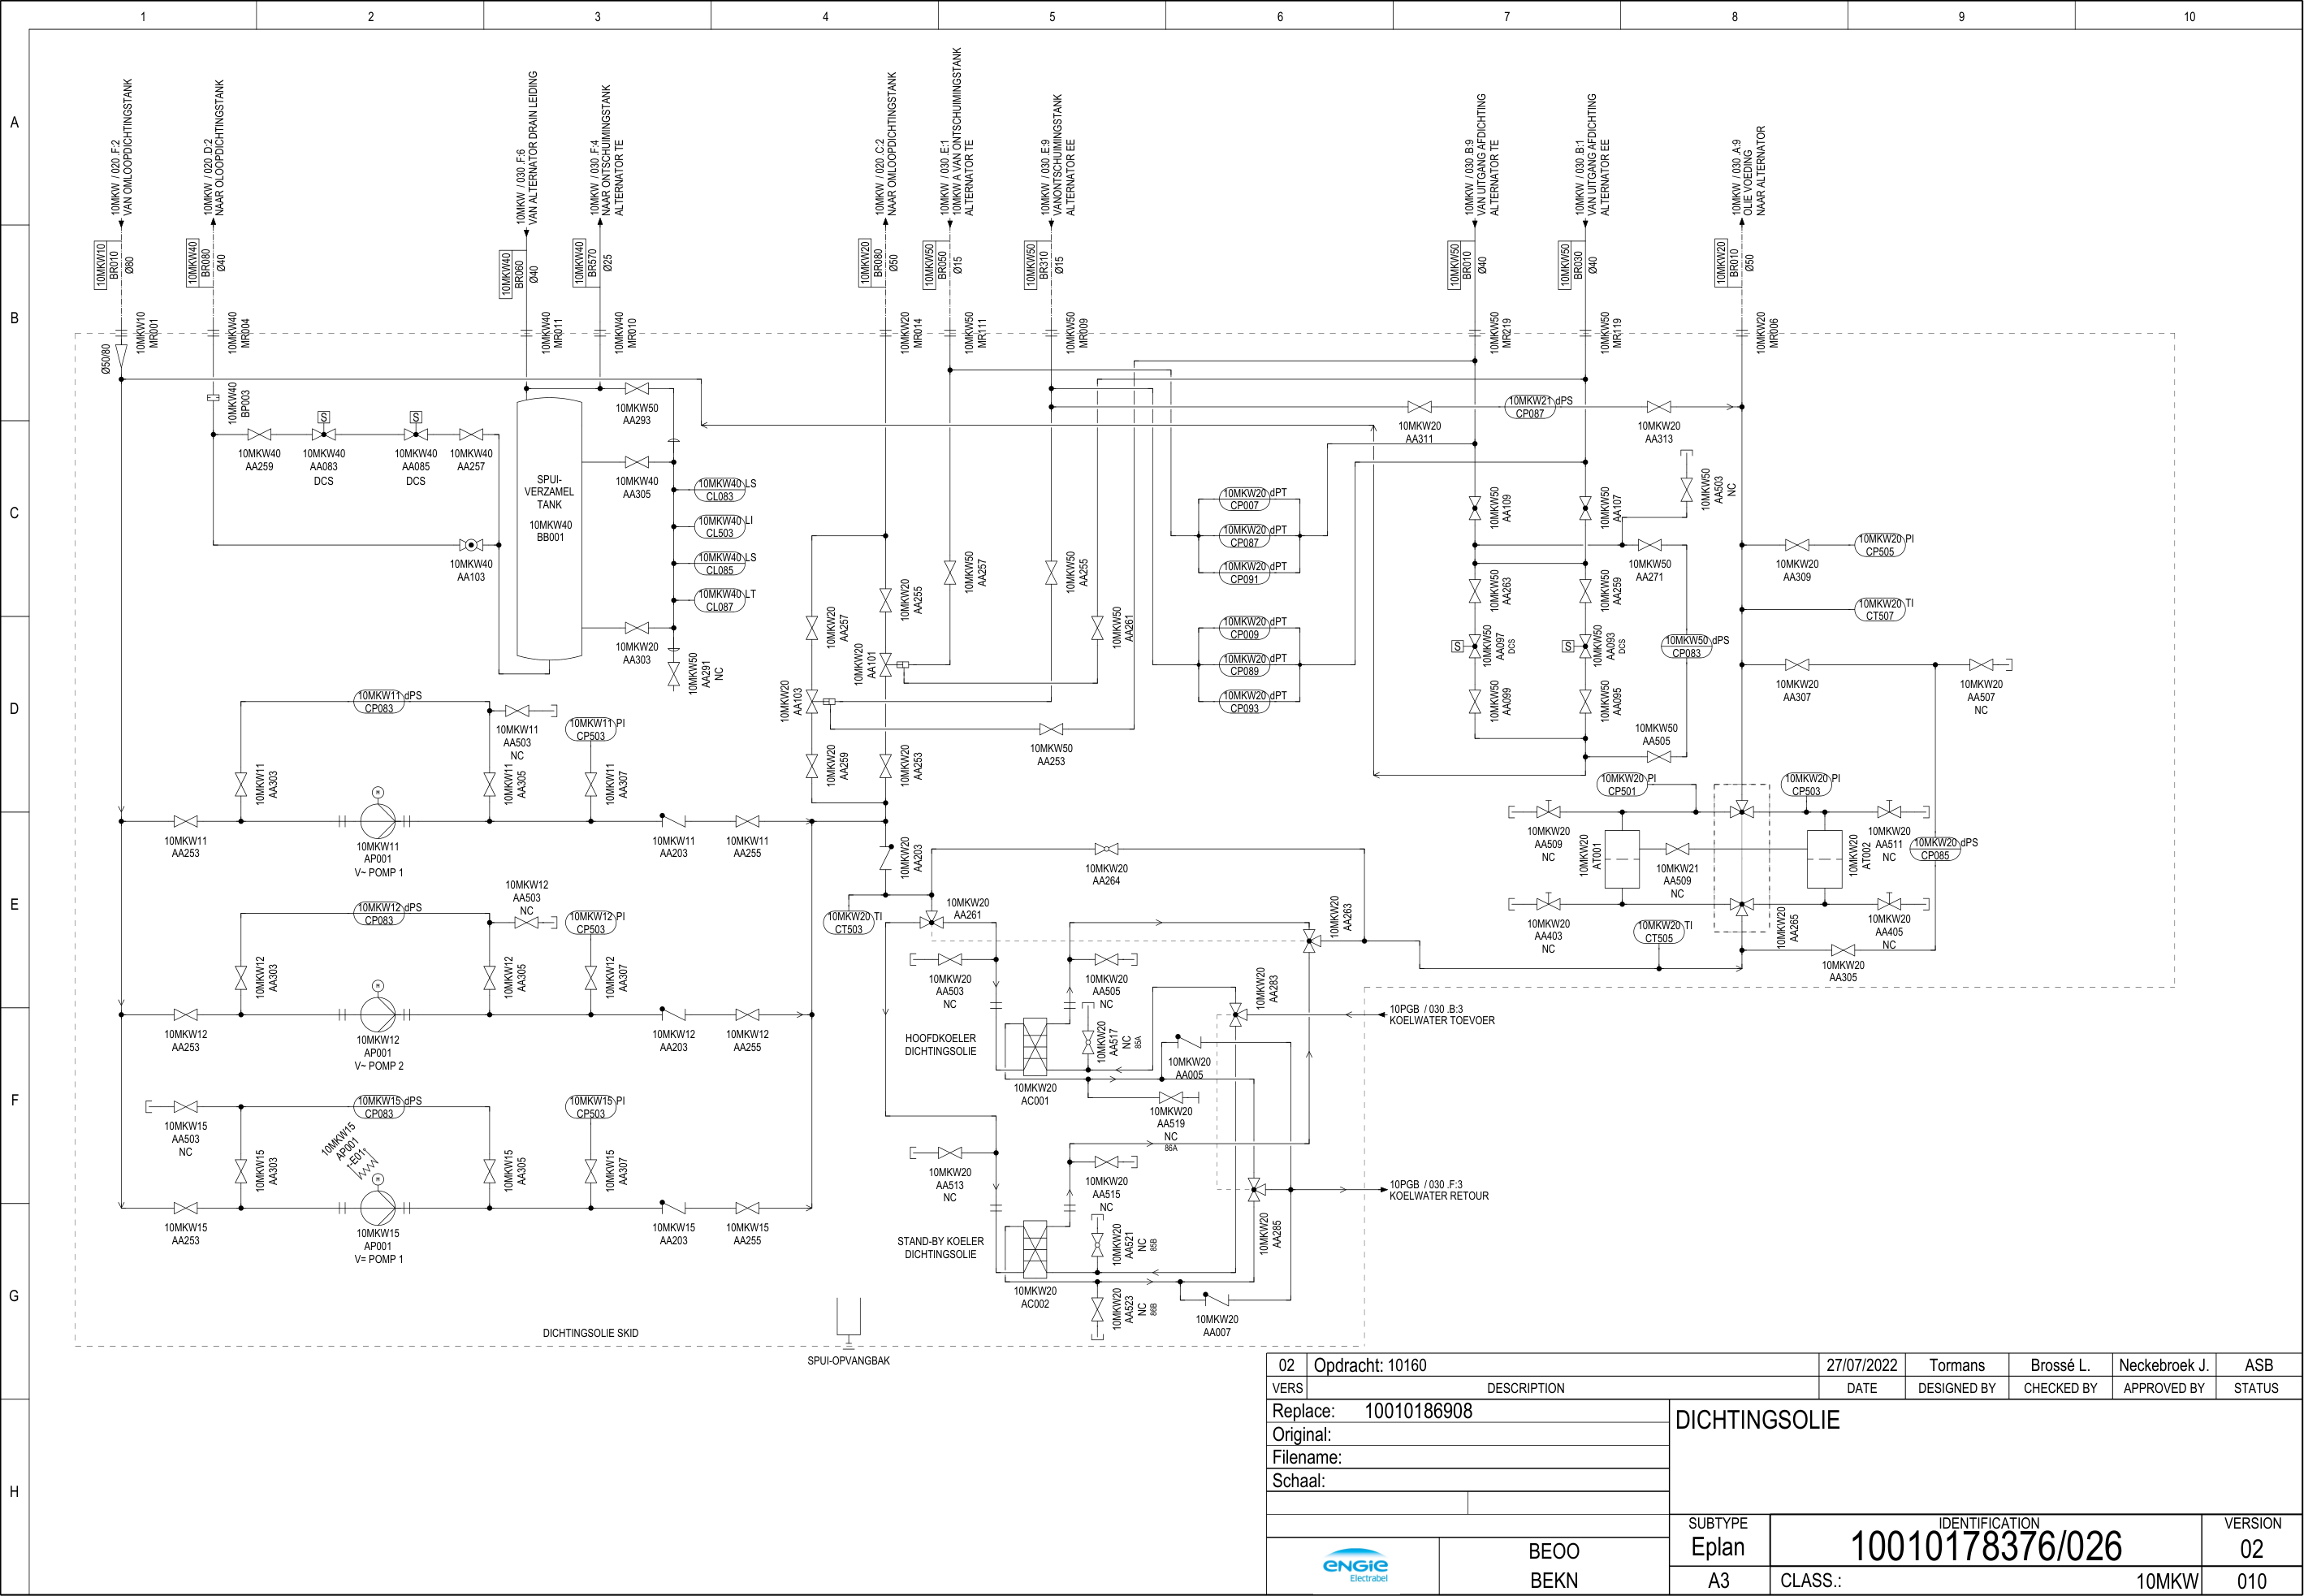 1 2 3 4 5 6 7 8 9 10
A
B
C
D
E
F
G
H
10MKW / 020 .F:2
VAN OMLOOPDICHTINGSTANK
10MKW / 020 .D:2
NAAR OLOOPDICHTINGSTANK
10MKW / 020 .F:6
VAN ALTERNATOR DRAIN LEIDING
10MKW / 030 .F:4
NAAR ONTSCHUIMINGSTANK
ALTERNATOR TE
10MKW / 020 .C:2
NAAR OMLOOPDICHTINGSTANK
10MKW / 030 .E:1
10MKW A VAN ONTSCHUIMINGSTANK
ALTERNATOR TE
10MKW / 030 .E:9
VANONTSCHUIMINGSTANK
ALTERNATOR EE
10MKW / 030 .B:9
VAN UITGANG AFDICHTING
ALTERNATOR TE
10MKW / 030 .B:1
VAN UITGANG AFDICHTING
ALTERNATOR EE
10MKW / 030 .A:9
OLIE VOEDING
NAAR ALTERNATOR
10MKW10
BR010
Ø80
10MKW40
BR080
Ø40
10MKW40
BR060
Ø40
10MKW40
BR570
Ø25
10MKW20
BR080
Ø50
10MKW50
BR050
Ø15
10MKW50
BR310
Ø15
10MKW50
BR010
Ø40
10MKW50
BR030
Ø40
10MKW20
BR010
Ø50
10MKW10
MR001
10MKW40
MR004
10MKW40
MR011
10MKW40
MR010
10MKW20
MR014
10MKW50
MR111
10MKW50
MR009
10MKW50
MR219
10MKW50
MR119
10MKW20
MR006
Ø50/80
10MKW40
BP003
10MKW40
AA259
S
10MKW40
AA083
DCS
S
10MKW40
AA085
DCS
10MKW40
AA257
10MKW40
AA103
SPUI-
VERZAMEL
TANK
10MKW40
BB001
10MKW50
AA293
10MKW40
AA305
10MKW40 LS
CL083
10MKW40 LI
CL503
10MKW40 LS
CL085
10MKW40 LT
CL087
10MKW20
AA303
10MKW50
AA291
NC
10MKW20
AA257
10MKW20
AA255
10MKW50
AA257
10MKW50
AA255
10MKW50
AA261
10MKW20
AA101
10MKW20
AA103
10MKW20
AA259
10MKW20
AA253
10MKW50
AA253
10MKW20 dPT
CP007
10MKW20 dPT
CP087
10MKW20 dPT
CP091
10MKW20 dPT
CP009
10MKW20 dPT
CP089
10MKW20 dPT
CP093
10MKW20
AA311
10MKW21 dPS
CP087
10MKW20
AA313
10MKW50
AA109
10MKW50
AA107
10MKW50
AA503
NC
10MKW50
AA271
10MKW50
AA263
10MKW50
AA259
S
10MKW50
AA097
DCS
S
10MKW50
AA093
DCS
10MKW50 dPS
CP083
10MKW50
AA099
10MKW50
AA095
10MKW50
AA505
10MKW20 PI
CP505
10MKW20
AA309
10MKW20 TI
CT507
10MKW20
AA307
10MKW20
AA507
NC
10MKW20 PI
CP501
10MKW20 PI
CP503
10MKW20
AA509
NC
10MKW20
AT001
10MKW21
AA509
NC
10MKW20
AT002
10MKW20
AA511
NC
10MKW20 dPS
CP085
10MKW20
AA403
NC
10MKW20 TI
CT505
10MKW20
AA265
10MKW20
AA405
NC
10MKW20
AA305
10MKW11 dPS
CP083
10MKW11
AA503
NC
10MKW11 PI
CP503
10MKW11
AA303
10MKW11
AA305
10MKW11
AA307
M
10MKW11
AA253
10MKW11
AP001
V~ POMP 1
10MKW11
AA203
10MKW11
AA255
10MKW12
AA503
NC
10MKW12 dPS
CP083
10MKW12 PI
CP503
10MKW12
AA303
10MKW12
AA305
10MKW12
AA307
M
10MKW12
AA253
10MKW12
AP001
V~ POMP 2
10MKW12
AA203
10MKW12
AA255
10MKW15 dPS
CP083
10MKW15 PI
CP503
10MKW15
AA503
NC
10MKW15
AP001
-E01
10MKW15
AA303
10MKW15
AA305
10MKW15
AA307
M
10MKW15
AA253
10MKW15
AP001
V= POMP 1
10MKW15
AA203
10MKW15
AA255
10MKW20
AA203
10MKW20
AA264
10MKW20 TI
CT503
10MKW20
AA261
10MKW20
AA263
10MKW20
AA503
NC
10MKW20
AA505
NC
10MKW20
AA283
HOOFDKOELER
DICHTINGSOLIE
10MKW20
AA517
NC
85A
10MKW20
AA005
10MKW20
AC001
10MKW20
AA519
NC
86A
10PGB / 030 .B:3
KOELWATER TOEVOER
10MKW20
AA513
NC
10MKW20
AA515
NC
10PGB / 030 .F:3
KOELWATER RETOUR
10MKW20
AA285
STAND-BY KOELER
DICHTINGSOLIE
10MKW20
AA521
NC
85B
10MKW20
AC002
10MKW20
AA523
NC
86B
10MKW20
AA007
DICHTINGSOLIE SKID
SPUI-OPVANGBAK
02 Opdracht: 10160 27/07/2022 Tormans Brossé L. Neckebroek J. ASB
VERS DESCRIPTION DATE DESIGNED BY CHECKED BY APPROVED BY STATUS
Replace: 10010186908
Original:
Filename:
Schaal:
DICHTINGSOLIE
SUBTYPE IDENTIFICATION VERSION
Eplan 10010178376/026 02
ENGIE
Electrabel
BEOO
BEKN
A3 CLASS.: 10MKW 010